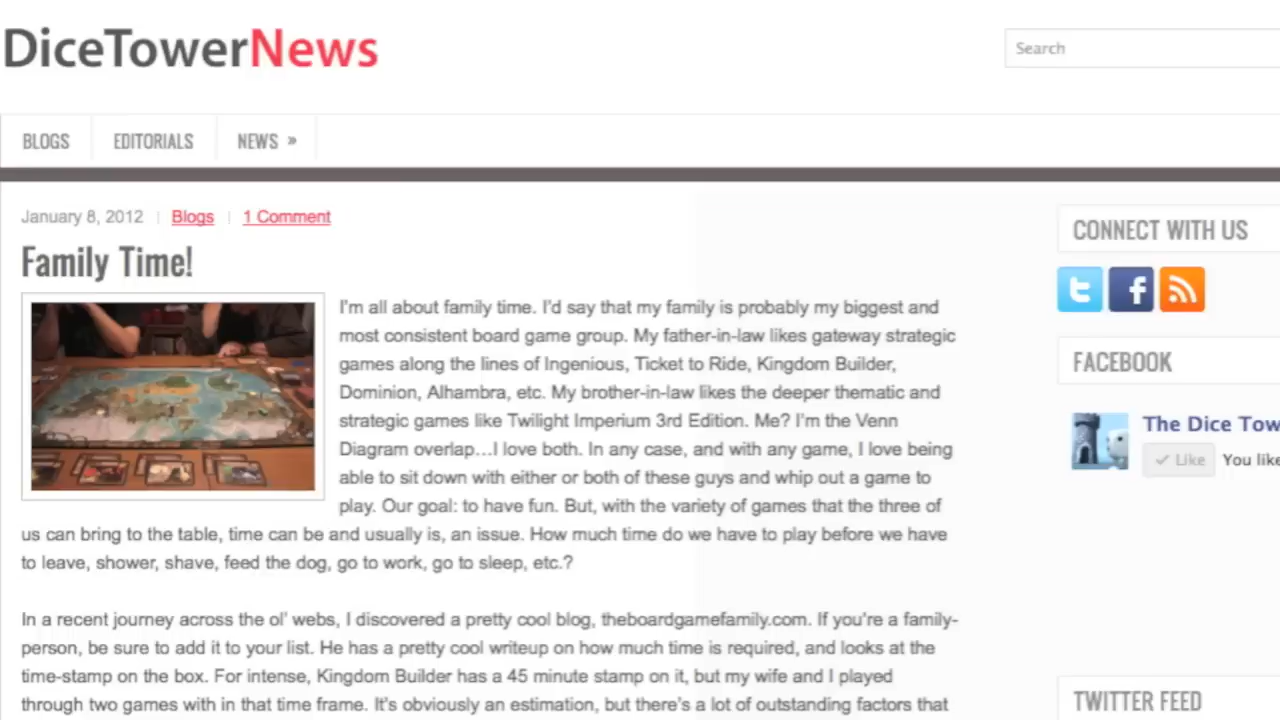 DiceTowerNews
Search
BLOGS
EDITORIALS
NEWS »
January 8, 2012
Blogs
1 Comment
Family Time!
I'm all about family time. I'd say that my family is probably my biggest and
most consistent board game group. My father-in-law likes gateway strategic
games along the lines of Ingenious, Ticket to Ride, Kingdom Builder,
Dominion, Alhambra, etc. My brother-in-law likes the deeper thematic and
strategic games like Twilight Imperium 3rd Edition. Me? I'm the Venn
Diagram overlap...I love both. In any case, and with any game, I love being
able to sit down with either or both of these guys and whip out a game to
play. Our goal: to have fun. But, with the variety of games that the three of
us can bring to the table, time can be and usually is, an issue. How much time do we have to play before we have
to leave, shower, shave, feed the dog, go to work, go to sleep, etc.?
In a recent journey across the ol' webs, I discovered a pretty cool blog, theboardgamefamily.com. If you're a family-
person, be sure to add it to your list. He has a pretty cool writeup on how much time is required, and looks at the
time-stamp on the box. For intense, Kingdom Builder has a 45 minute stamp on it, but my wife and I played
through two games with in that time frame. It's obviously an estimation, but there's a lot of outstanding factors that
CONNECT WITH US
FACEBOOK
The Dice Tow
Like
You like
TWITTER FEED